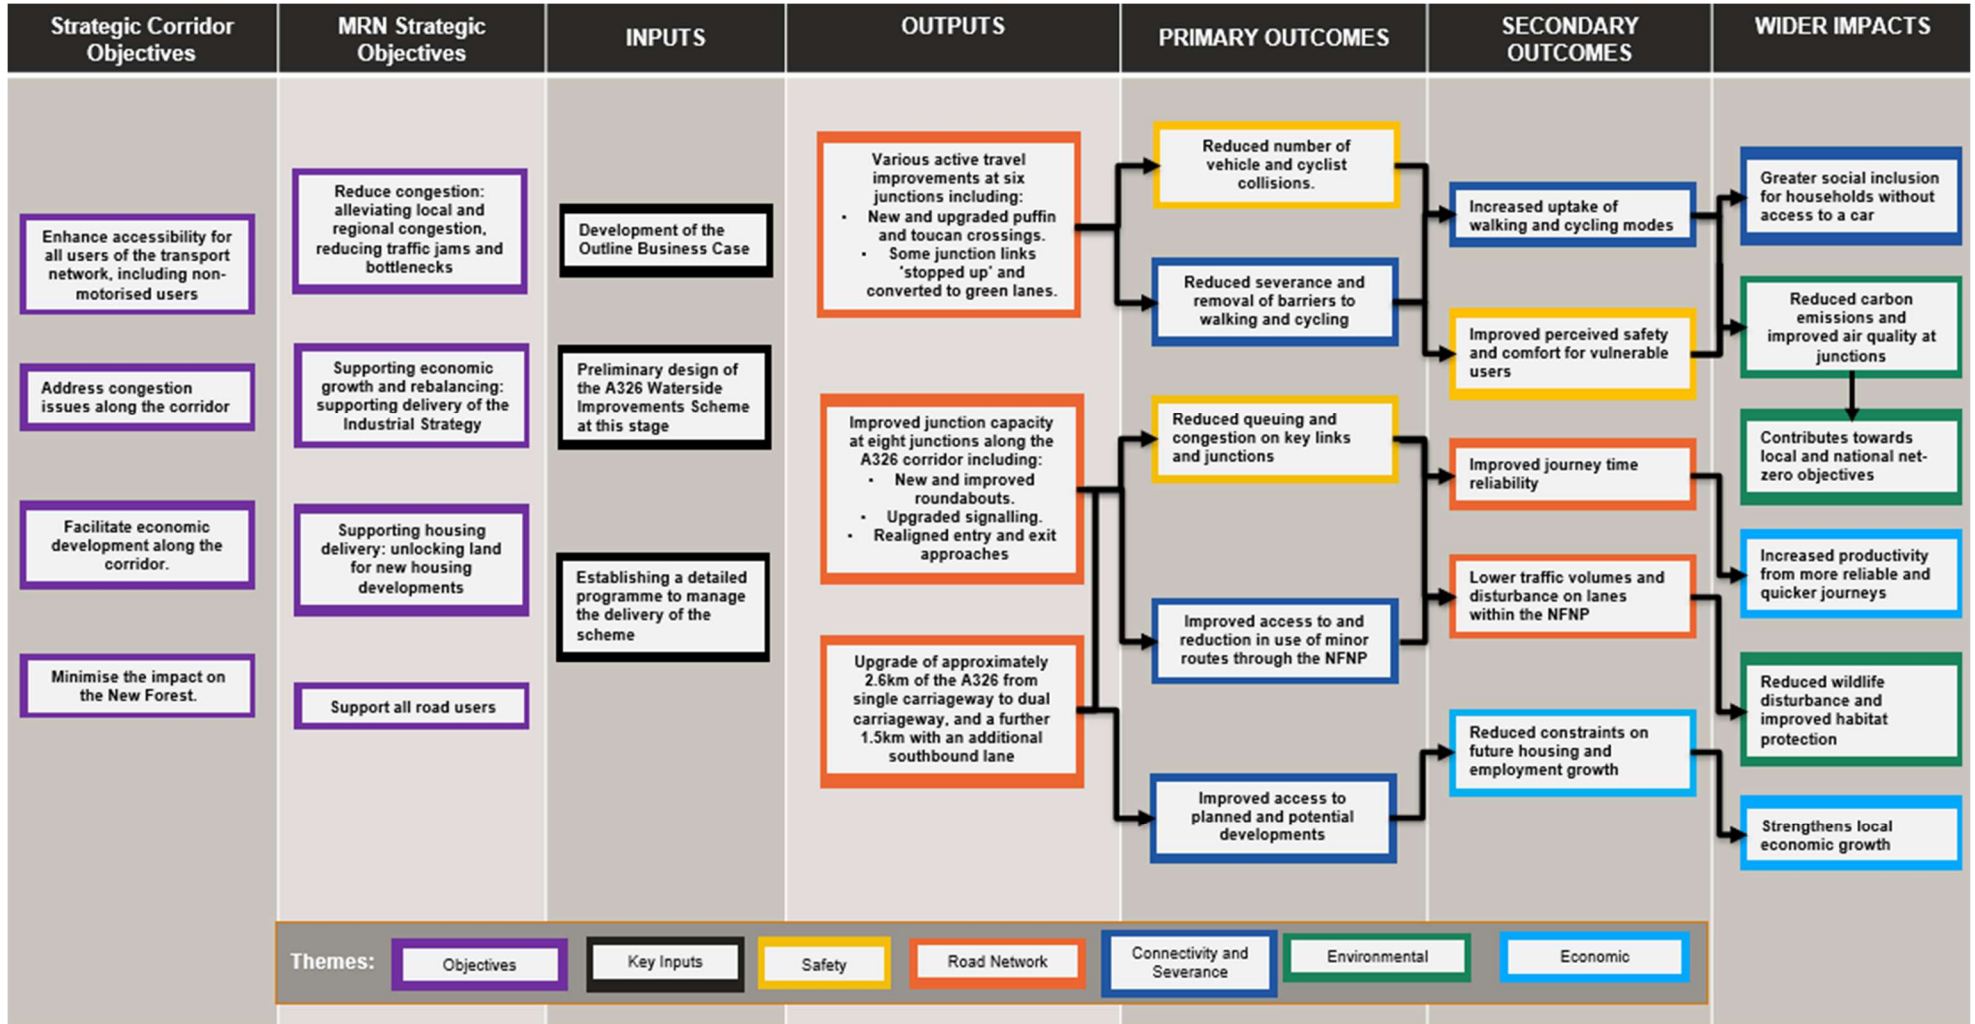 Strategic Corridor
Objectives
MRN Strategic
Objectives
INPUTS
OUTPUTS
PRIMARY OUTCOMES
SECONDARY
OUTCOMES
WIDER IMPACTS
Enhance accessibility for
all users of the transport
network, including non-
motorised users
Address congestion
issues along the corridor
Facilitate economic
development along the
corridor.
Minimise the impact on
the New Forest.
Reduce congestion:
alleviating local and
regional congestion,
reducing traffic jams and
bottlenecks
Supporting economic
growth and rebalancing:
supporting delivery of the
Industrial Strategy
Supporting housing
delivery: unlocking land
for new housing
developments
Support all road users
Development of the
Outline Business Case
Preliminary design of
the A326 Waterside
Improvements Scheme
at this stage
Establishing a detailed
programme to manage
the delivery of the
scheme
Various active travel
improvements at six
junctions including:
• New and upgraded puffin
and toucan crossings.
• Some junction links
'stopped up' and
converted to green lanes.
Improved junction capacity
at eight junctions along the
A326 corridor including:
• New and improved
roundabouts.
• Upgraded signalling.
• Realigned entry and exit
approaches
Upgrade of approximately
2.6km of the A326 from
single carriageway to dual
carriageway, and a further
1.5km with an additional
southbound lane
Reduced number of
vehicle and cyclist
collisions.
Reduced severance and
removal of barriers to
walking and cycling
Reduced queuing and
congestion on key links
and junctions
Improved access to and
reduction in use of minor
routes through the NFNP
Improved access to
planned and potential
developments
Increased uptake of
walking and cycling modes
Improved perceived safety
and comfort for vulnerable
users
Improved journey time
reliability
Lower traffic volumes and
disturbance on lanes
within the NFNP
Reduced constraints on
future housing and
employment growth
Greater social inclusion
for households without
access to a car
Reduced carbon
emissions and
improved air quality at
junctions
Contributes towards
local and national net-
zero objectives
Increased productivity
from more reliable and
quicker journeys
Reduced wildlife
disturbance and
improved habitat
protection
Strengthens local
economic growth
Themes:
Objectives
Key Inputs
Safety
Road Network
Connectivity and
Severance
Environmental
Economic